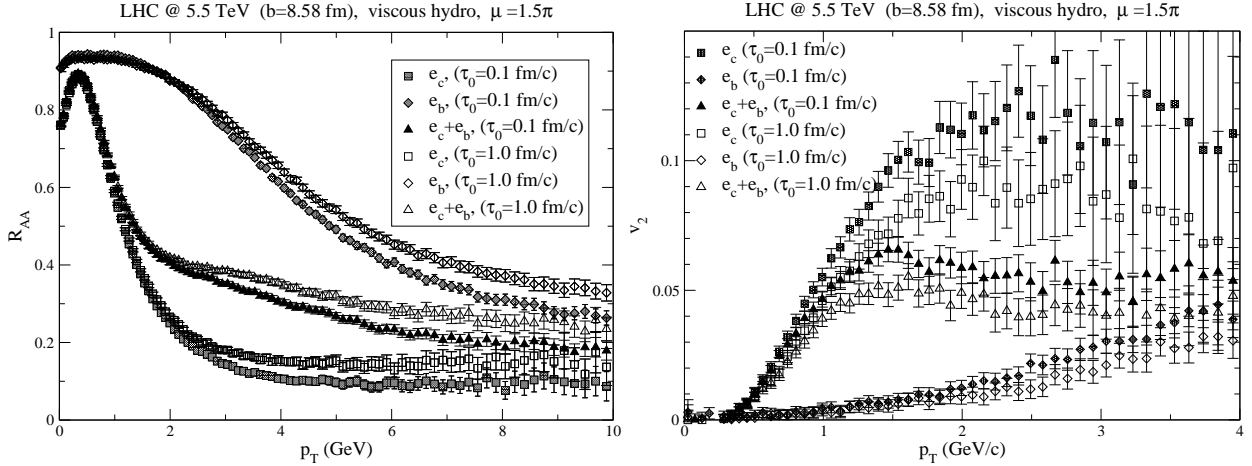 LHC @ 5.5 TeV (b=8.58 fm), viscous hydro, μ =1.5π
1
0.8
0.6
0.4
0.2
0
R_AA
e_c, (τ_0=0.1 fm/c)
e_b, (τ_0=0.1 fm/c)
e_c+e_b, (τ_0=0.1 fm/c)
e_c, (τ_0=1.0 fm/c)
e_b, (τ_0=1.0 fm/c)
e_c+e_b, (τ_0=1.0 fm/c)
0 2 4 6 8 10
p_T (GeV)
LHC @ 5.5 TeV (b=8.58 fm), viscous hydro, μ =1.5π
0.1
0.05
0
v_2
e_c (τ_0=0.1 fm/c)
e_b (τ_0=0.1 fm/c)
e_c+e_b, (τ_0=0.1 fm/c)
e_c (τ_0=1.0 fm/c)
e_b (τ_0=1.0 fm/c)
e_c+e_b, (τ_0=1.0 fm/c)
0 1 2 3 4
p_T (GeV/c)